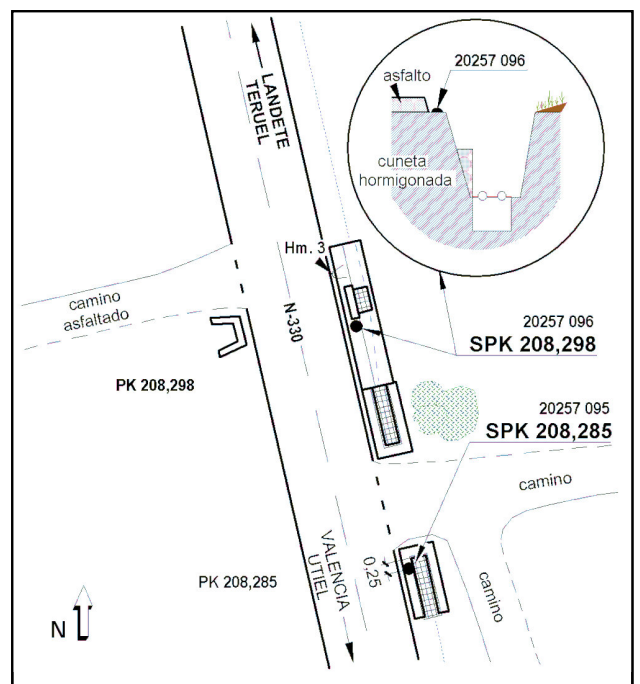 20257 096
asfalto
cuneta
hormigonada
LANDETE
TERUEL
Hm. 3
camino
asfaltado
N-330
20257 096
SPK 208,298
PK 208,298
20257 095
SPK 208,285
camino
VALENCIA
UTIEL
0,25
PK 208,285
camino
N